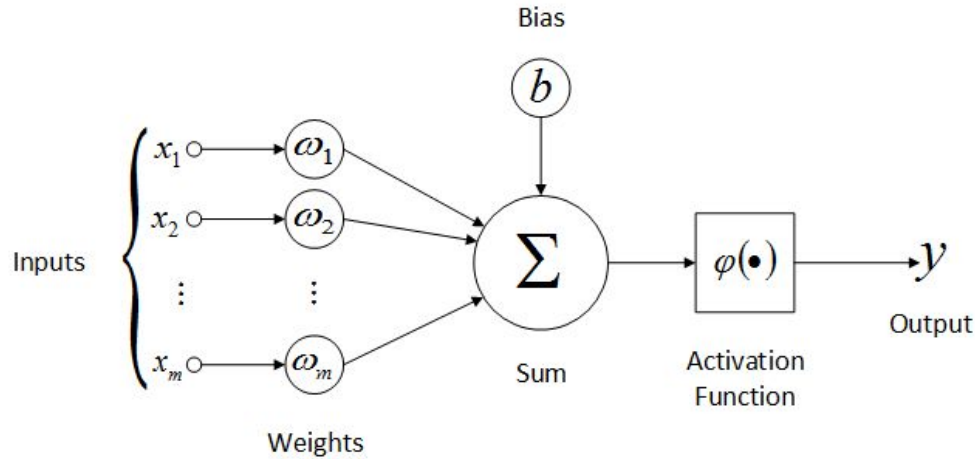 Bias
b
x₁
ω₁
x₂
ω₂
Inputs
⋮
⋮
Σ
φ(•)
y
Output
xₘ
ωₘ
Sum
Activation
Function
Weights